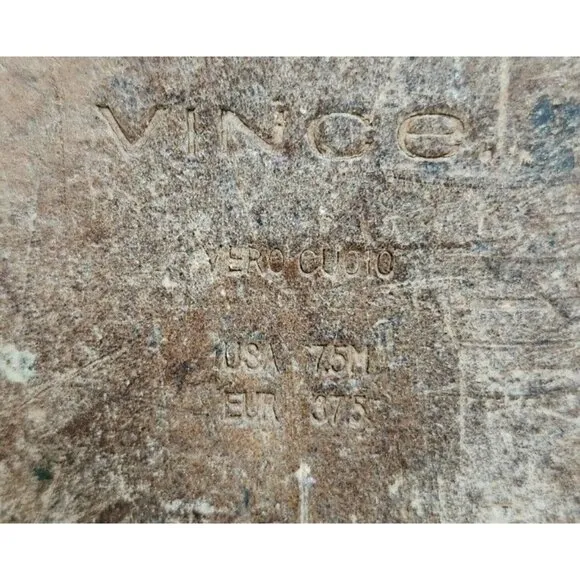 VINCE.
VERO CUOIO
USA 7.5M
EUR 37.5